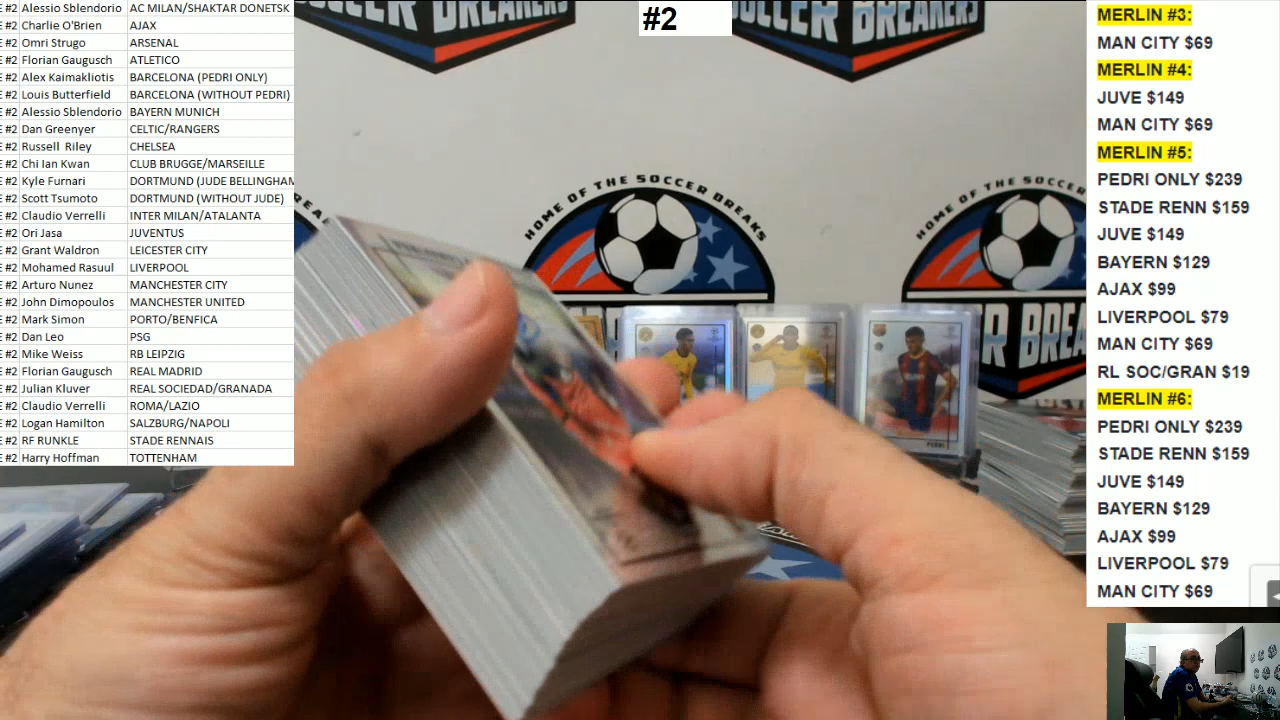 E #2 Alessio Sblendorio AC MILAN/SHAKTAR DONETSK
E #2 Charlie O'Brien AJAX
E #2 Omri Strugo ARSENAL
E #2 Florian Gaugusch ATLETICO
E #2 Alex Kaimakliotis BARCELONA (PEDRI ONLY)
E #2 Louis Butterfield BARCELONA (WITHOUT PEDRI)
E #2 Alessio Sblendorio BAYERN MUNICH
E #2 Dan Greenyer CELTIC/RANGERS
E #2 Russell Riley CHELSEA
E #2 Chi Ian Kwan CLUB BRUGGE/MARSEILLE
E #2 Kyle Furnari DORTMUND (JUDE BELLINGHAM
E #2 Scott Tsumoto DORTMUND (WITHOUT JUDE)
E #2 Claudio Verrelli INTER MILAN/ATALANTA
E #2 Ori Jasa JUVENTUS
E #2 Grant Waldron LEICESTER CITY
E #2 Mohamed Rasuul LIVERPOOL
E #2 Arturo Nunez MANCHESTER CITY
E #2 John Dimopoulos MANCHESTER UNITED
E #2 Mark Simon PORTO/BENFICA
E #2 Dan Leo PSG
E #2 Mike Weiss RB LEIPZIG
E #2 Florian Gaugusch REAL MADRID
E #2 Julian Kluver REAL SOCIEDAD/GRANADA
E #2 Claudio Verrelli ROMA/LAZIO
E #2 Logan Hamilton SALZBURG/NAPOLI
E #2 RF RUNKLE STADE RENNAIS
E #2 Harry Hoffman TOTTENHAM
#2
SOCCER BREAKERS
SOCCER BREAKERS
HOME OF THE SOCCER BREAKS
HOME OF THE SOCCER
BREA
PEDRI
MERLIN #3:
MAN CITY $69
MERLIN #4:
JUVE $149
MAN CITY $69
MERLIN #5:
PEDRI ONLY $239
STADE RENN $159
JUVE $149
BAYERN $129
AJAX $99
LIVERPOOL $79
MAN CITY $69
RL SOC/GRAN $19
MERLIN #6:
PEDRI ONLY $239
STADE RENN $159
JUVE $149
BAYERN $129
AJAX $99
LIVERPOOL $79
MAN CITY $69